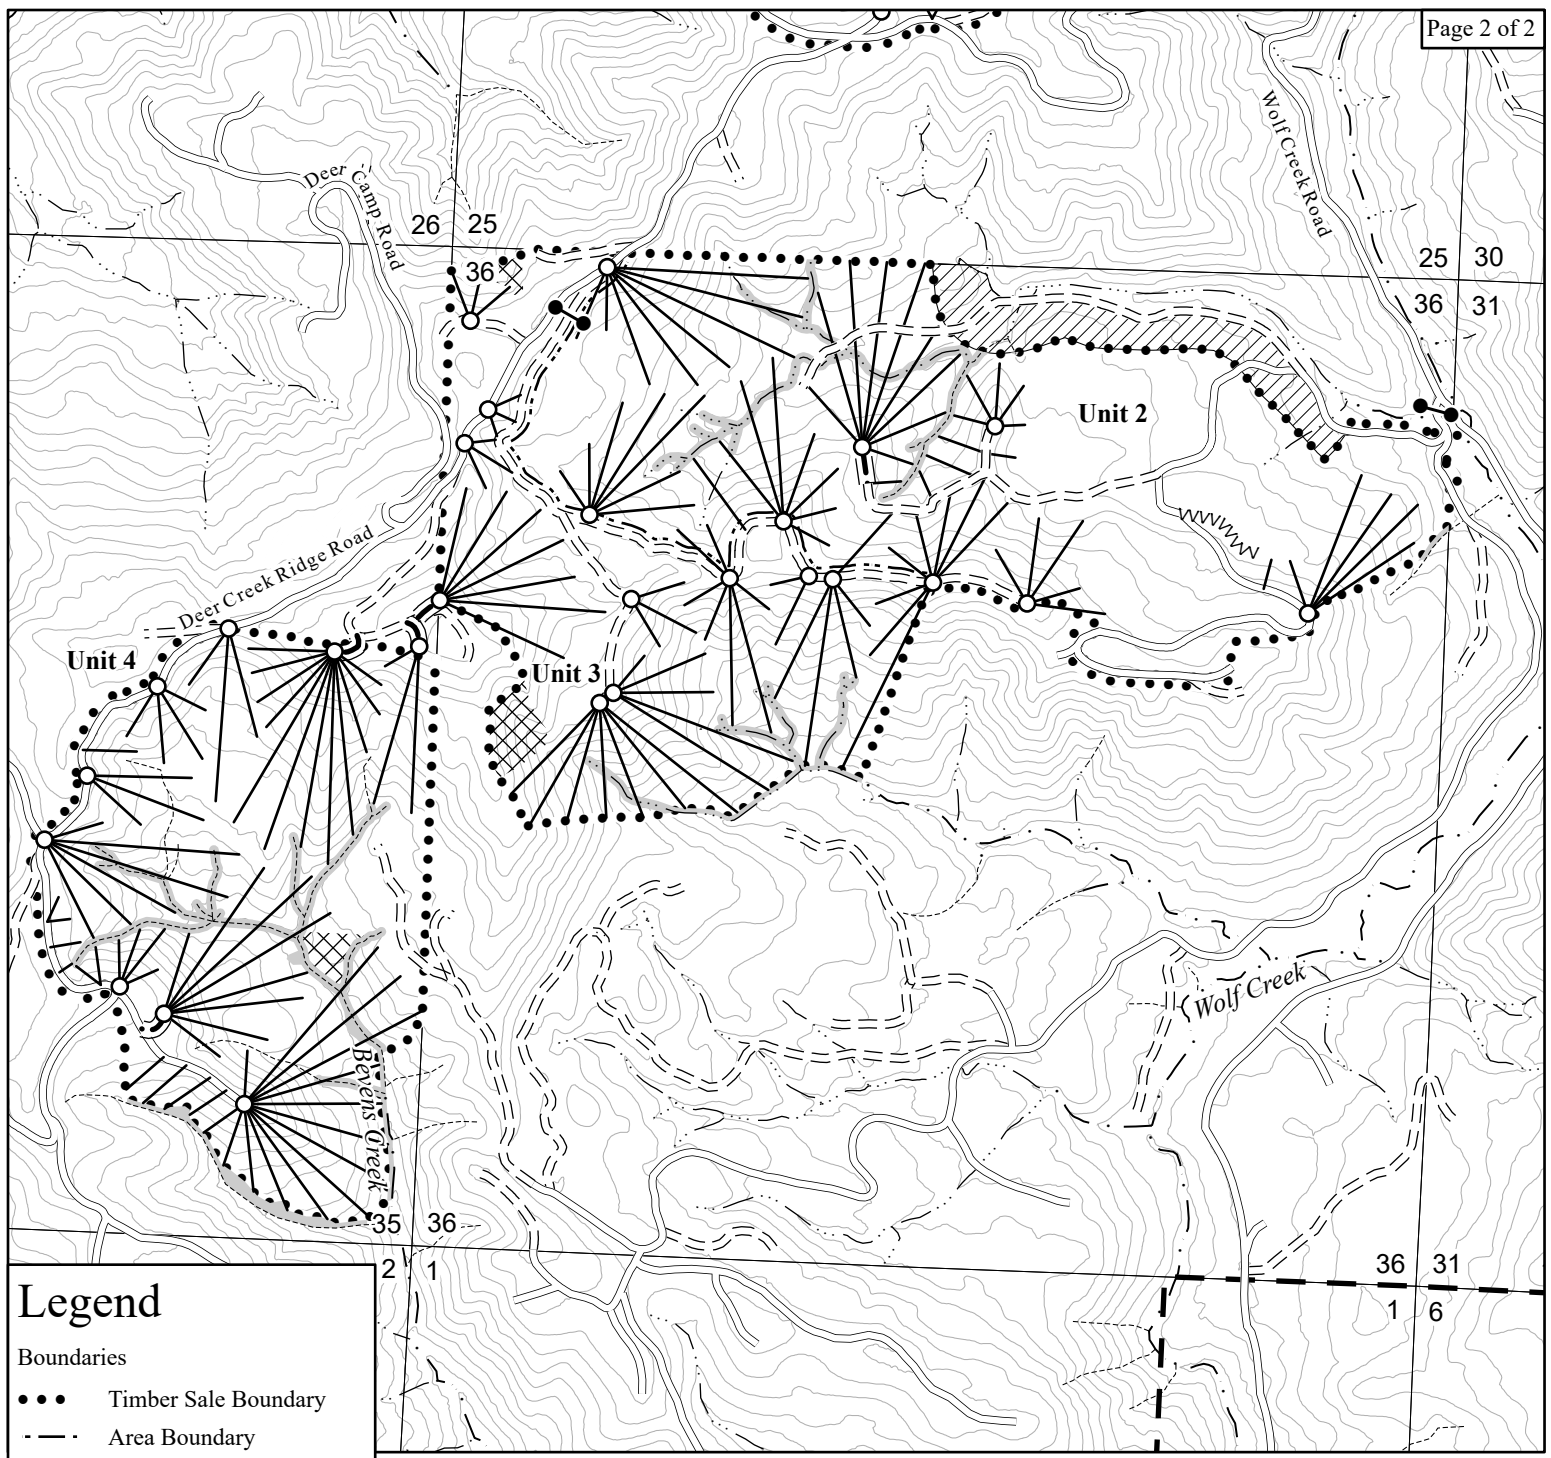 Page 2 of 2
Wolf Creek Road
Deer Camp Road
26 25
36
25 30
36 31
Unit 2
Deer Creek Ridge Road
Unit 4
Unit 3
Wolf Creek
Bevens Creek
35 36
2 1
36 31
1 6
Legend
Boundaries
Timber Sale Boundary
Area Boundary